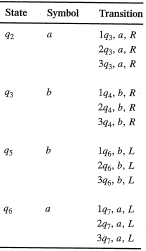 State Symbol Transition
q2 a 1q3, a, R
2q3, a, R
3q3, a, R
q3 b 1q4, b, R
2q4, b, R
3q4, b, R
q5 b 1q6, b, L
2q6, b, L
3q6, b, L
q6 a 1q7, a, L
2q7, a, L
3q7, a, L